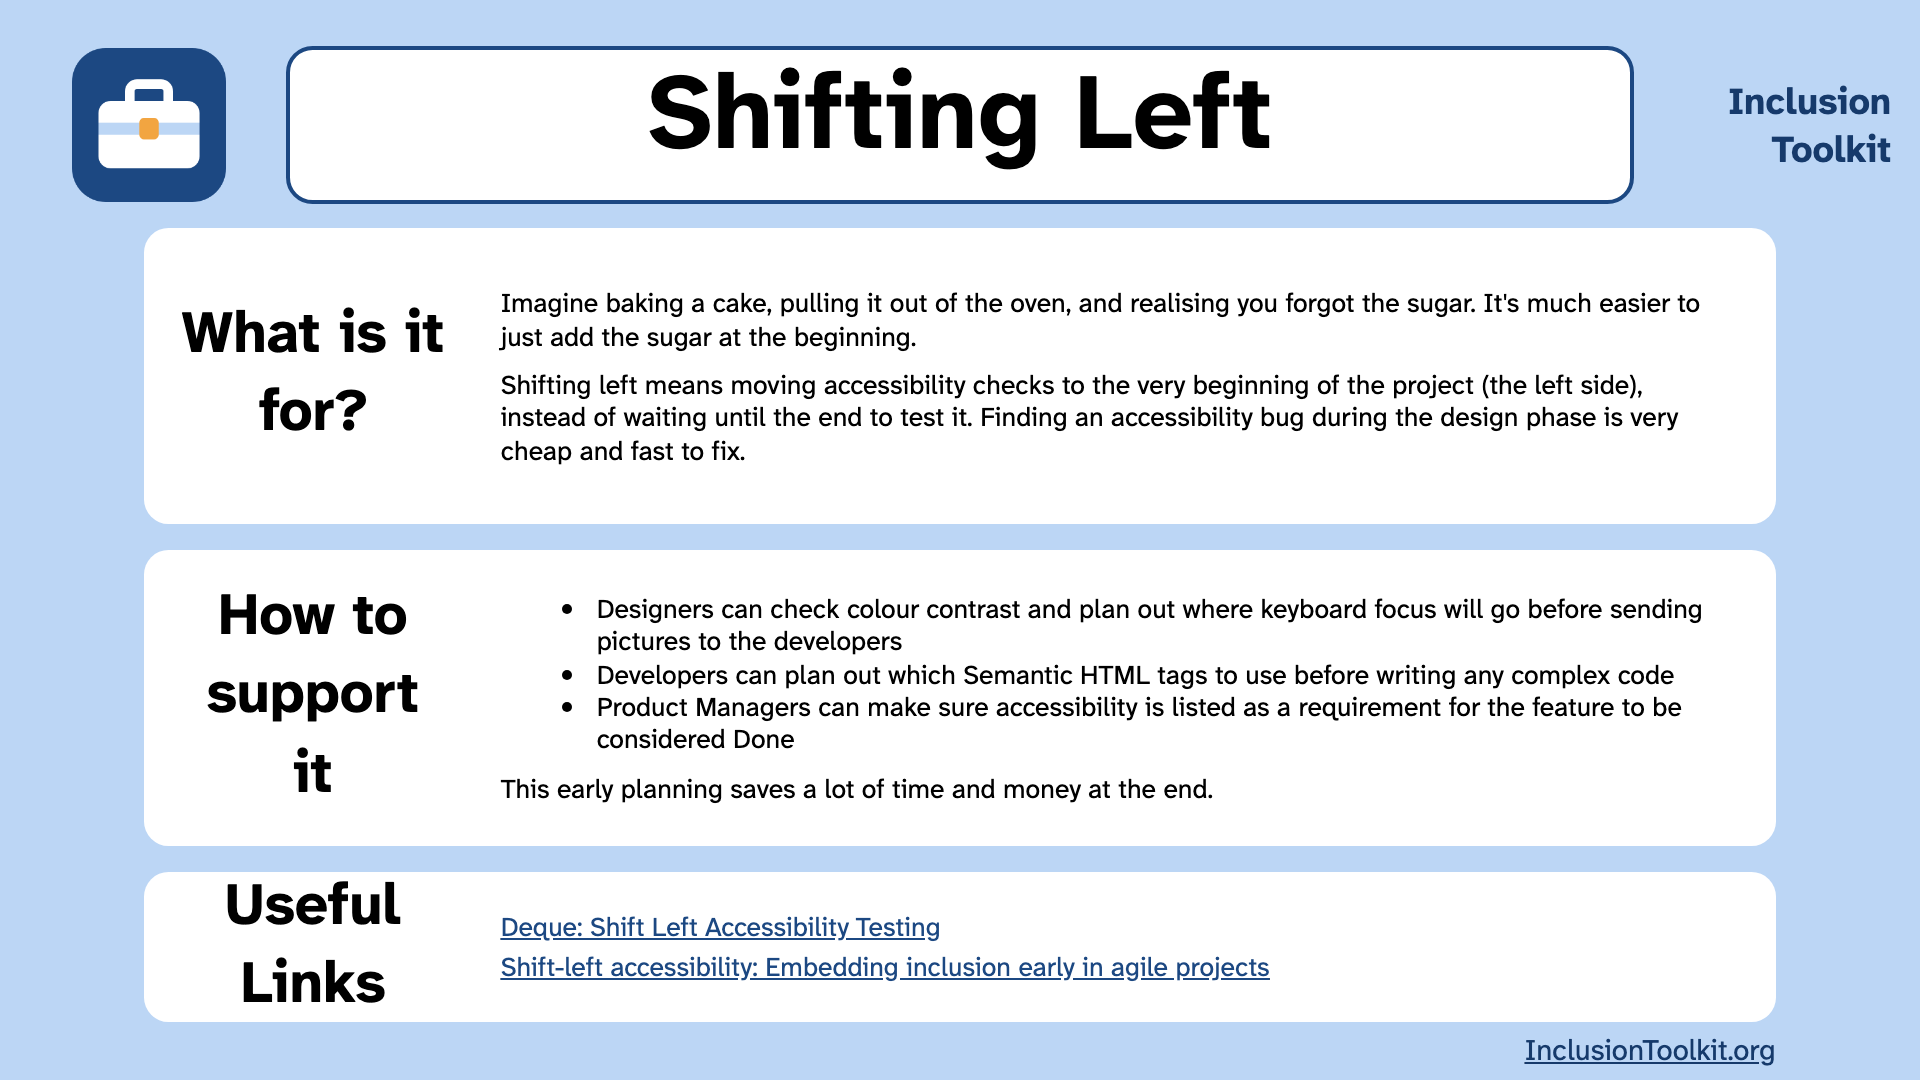 Shifting Left
Inclusion
Toolkit
What is it
for?
Imagine baking a cake, pulling it out of the oven, and realising you forgot the sugar. It's much easier to
just add the sugar at the beginning.
Shifting left means moving accessibility checks to the very beginning of the project (the left side),
instead of waiting until the end to test it. Finding an accessibility bug during the design phase is very
cheap and fast to fix.
How to
support
it
• Designers can check colour contrast and plan out where keyboard focus will go before sending
pictures to the developers
• Developers can plan out which Semantic HTML tags to use before writing any complex code
• Product Managers can make sure accessibility is listed as a requirement for the feature to be
considered Done
This early planning saves a lot of time and money at the end.
Useful
Links
Deque: Shift Left Accessibility Testing
Shift-left accessibility: Embedding inclusion early in agile projects
InclusionToolkit.org